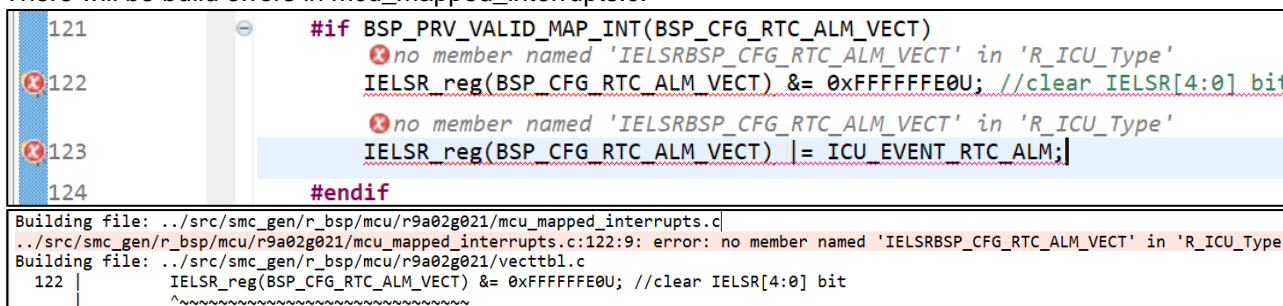 There will be build errors in mcu_mapped_interrupts.c.
121 #if BSP_PRV_VALID_MAP_INT(BSP_CFG_RTC_ALM_VECT)
no member named 'IELSRBSP_CFG_RTC_ALM_VECT' in 'R_ICU_Type'
122 IELSR_reg(BSP_CFG_RTC_ALM_VECT) &= 0xFFFFFFE0U; //clear IELSR[4:0] bit
no member named 'IELSRBSP_CFG_RTC_ALM_VECT' in 'R_ICU_Type'
123 IELSR_reg(BSP_CFG_RTC_ALM_VECT) |= ICU_EVENT_RTC_ALM;
124 #endif
Building file: ../src/smc_gen/r_bsp/mcu/r9a02g021/mcu_mapped_interrupts.c
../src/smc_gen/r_bsp/mcu/r9a02g021/mcu_mapped_interrupts.c:122:9: error: no member named 'IELSRBSP_CFG_RTC_ALM_VECT' in 'R_ICU_Type
Building file: ../src/smc_gen/r_bsp/mcu/r9a02g021/vecttbl.c
122 | IELSR_reg(BSP_CFG_RTC_ALM_VECT) &= 0xFFFFFFE0U; //clear IELSR[4:0] bit
| ^~~~~~~~~~~~~~~~~~~~~~~~~~~~~~~